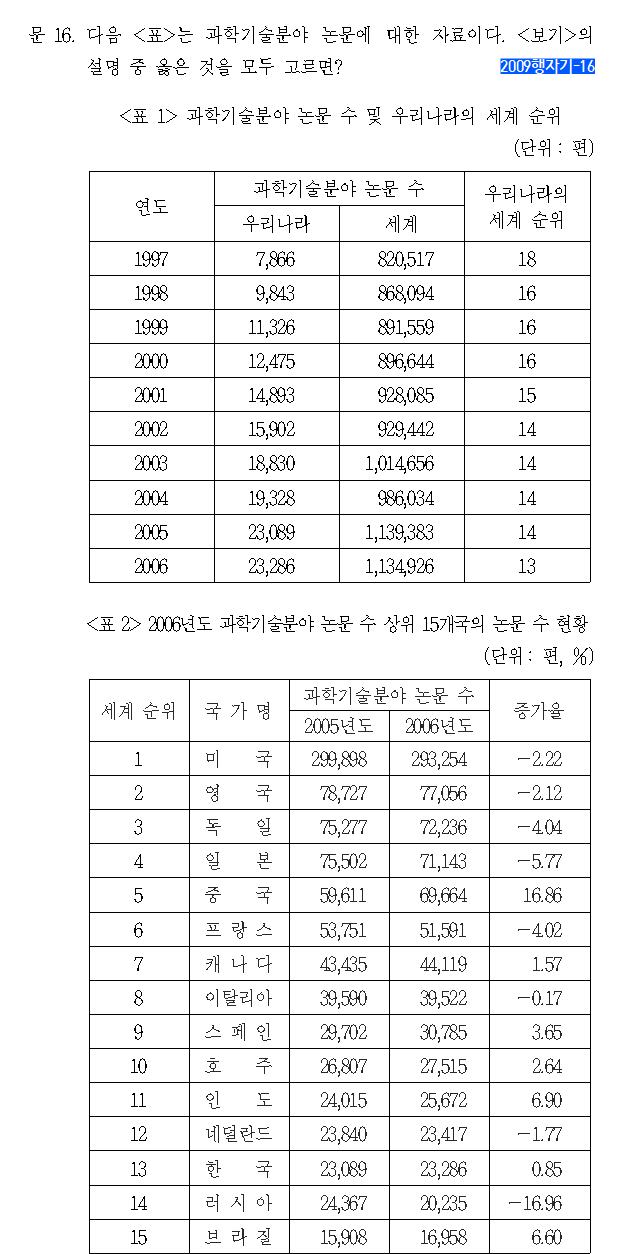 문 16. 다음 <표>는 과학기술분야 논문에 대한 자료이다. <보기>의
설명 중 옳은 것을 모두 고르면? 2009행자기-16
<표 1> 과학기술분야 논문 수 및 우리나라의 세계 순위
(단위 : 편)
연도 과학기술분야 논문 수 우리나라의 세계 순위
우리나라 세계
1997 7,866 820,517 18
1998 9,843 868,094 16
1999 11,326 891,559 16
2000 12,475 896,644 16
2001 14,893 928,085 15
2002 15,902 929,442 14
2003 18,830 1,014,656 14
2004 19,328 986,034 14
2005 23,089 1,139,383 14
2006 23,286 1,134,926 13
<표 2> 2006년도 과학기술분야 논문 수 상위 15개국의 논문 수 현황
(단위 : 편, %)
세계 순위 국 가 명 과학기술분야 논문 수 증가율
2005년도 2006년도
1 미 국 299,898 293,254 -2.22
2 영 국 78,727 77,056 -2.12
3 독 일 75,277 72,236 -4.04
4 일 본 75,502 71,143 -5.77
5 중 국 59,611 69,664 16.86
6 프 랑 스 53,751 51,591 -4.02
7 캐 나 다 43,435 44,119 1.57
8 이탈리아 39,590 39,522 -0.17
9 스 페 인 29,702 30,785 3.65
10 호 주 26,807 27,515 2.64
11 인 도 24,015 25,672 6.90
12 네덜란드 23,840 23,417 -1.77
13 한 국 23,089 23,286 0.85
14 러 시 아 24,367 20,235 -16.96
15 브 라 질 15,908 16,958 6.60